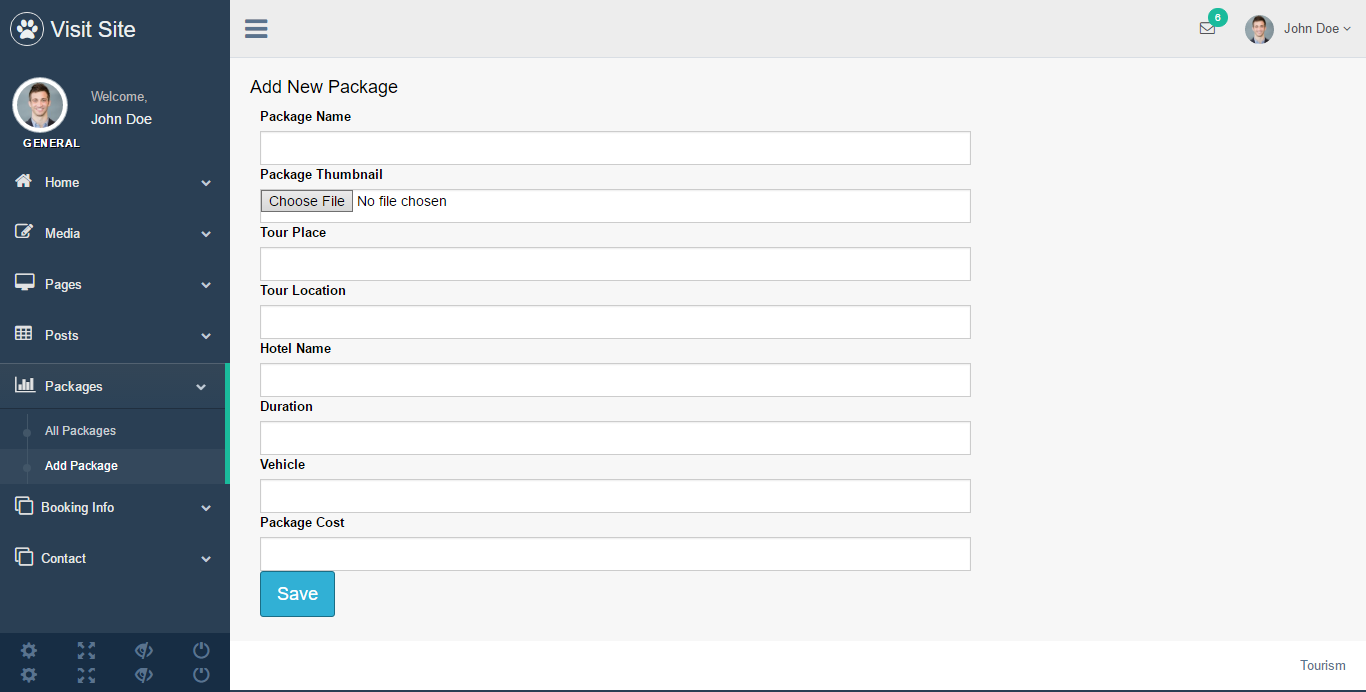 Visit Site
6
John Doe
Welcome,
John Doe
GENERAL
Home
Media
Pages
Posts
Packages
All Packages
Add Package
Booking Info
Contact
Add New Package
Package Name
Package Thumbnail
Choose File No file chosen
Tour Place
Tour Location
Hotel Name
Duration
Vehicle
Package Cost
Save
Tourism